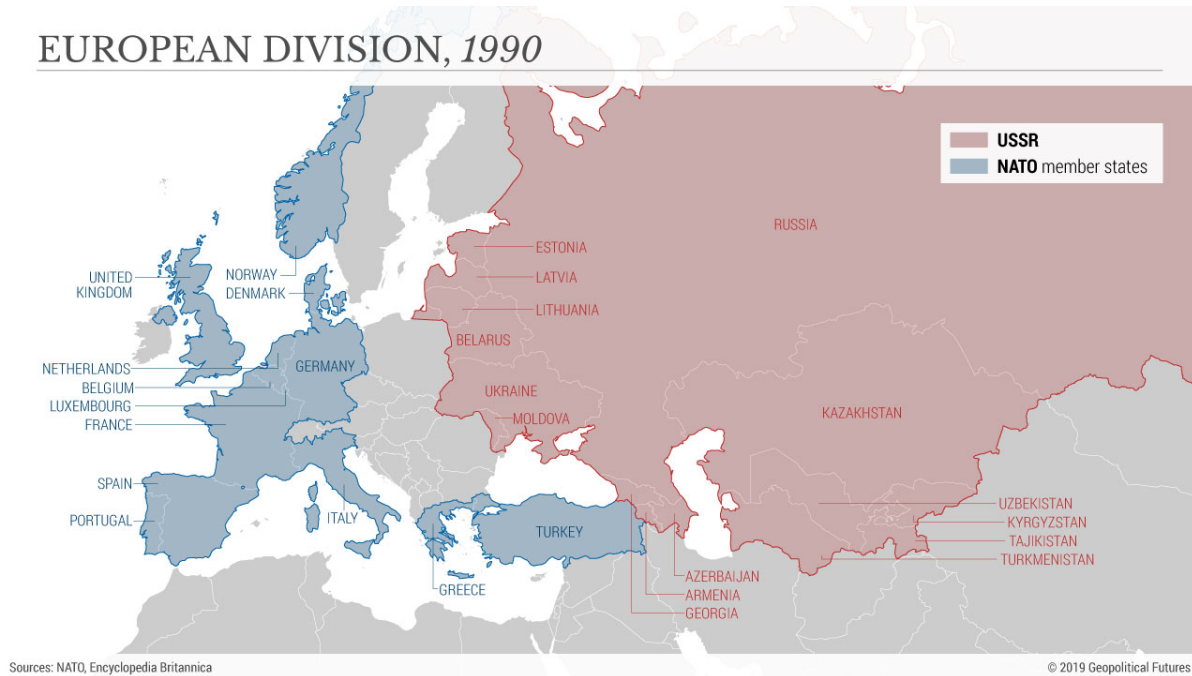 EUROPEAN DIVISION, 1990
USSR
NATO member states
RUSSIA
ESTONIA
LATVIA
LITHUANIA
BELARUS
UKRAINE
MOLDOVA
KAZAKHSTAN
UNITED
KINGDOM
NORWAY
DENMARK
NETHERLANDS
BELGIUM
LUXEMBOURG
FRANCE
GERMANY
SPAIN
PORTUGAL
ITALY
GREECE
TURKEY
AZERBAIJAN
ARMENIA
GEORGIA
UZBEKISTAN
KYRGYZSTAN
TAJIKISTAN
TURKMENISTAN
Sources: NATO, Encyclopedia Britannica
© 2019 Geopolitical Futures